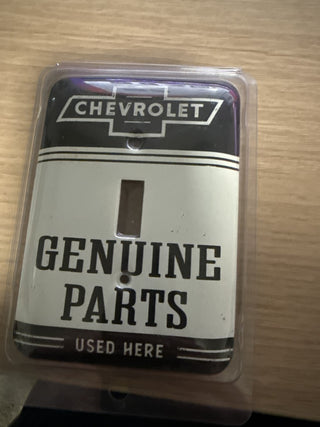 CHEVROLET
GENUINE
PARTS
USED HERE